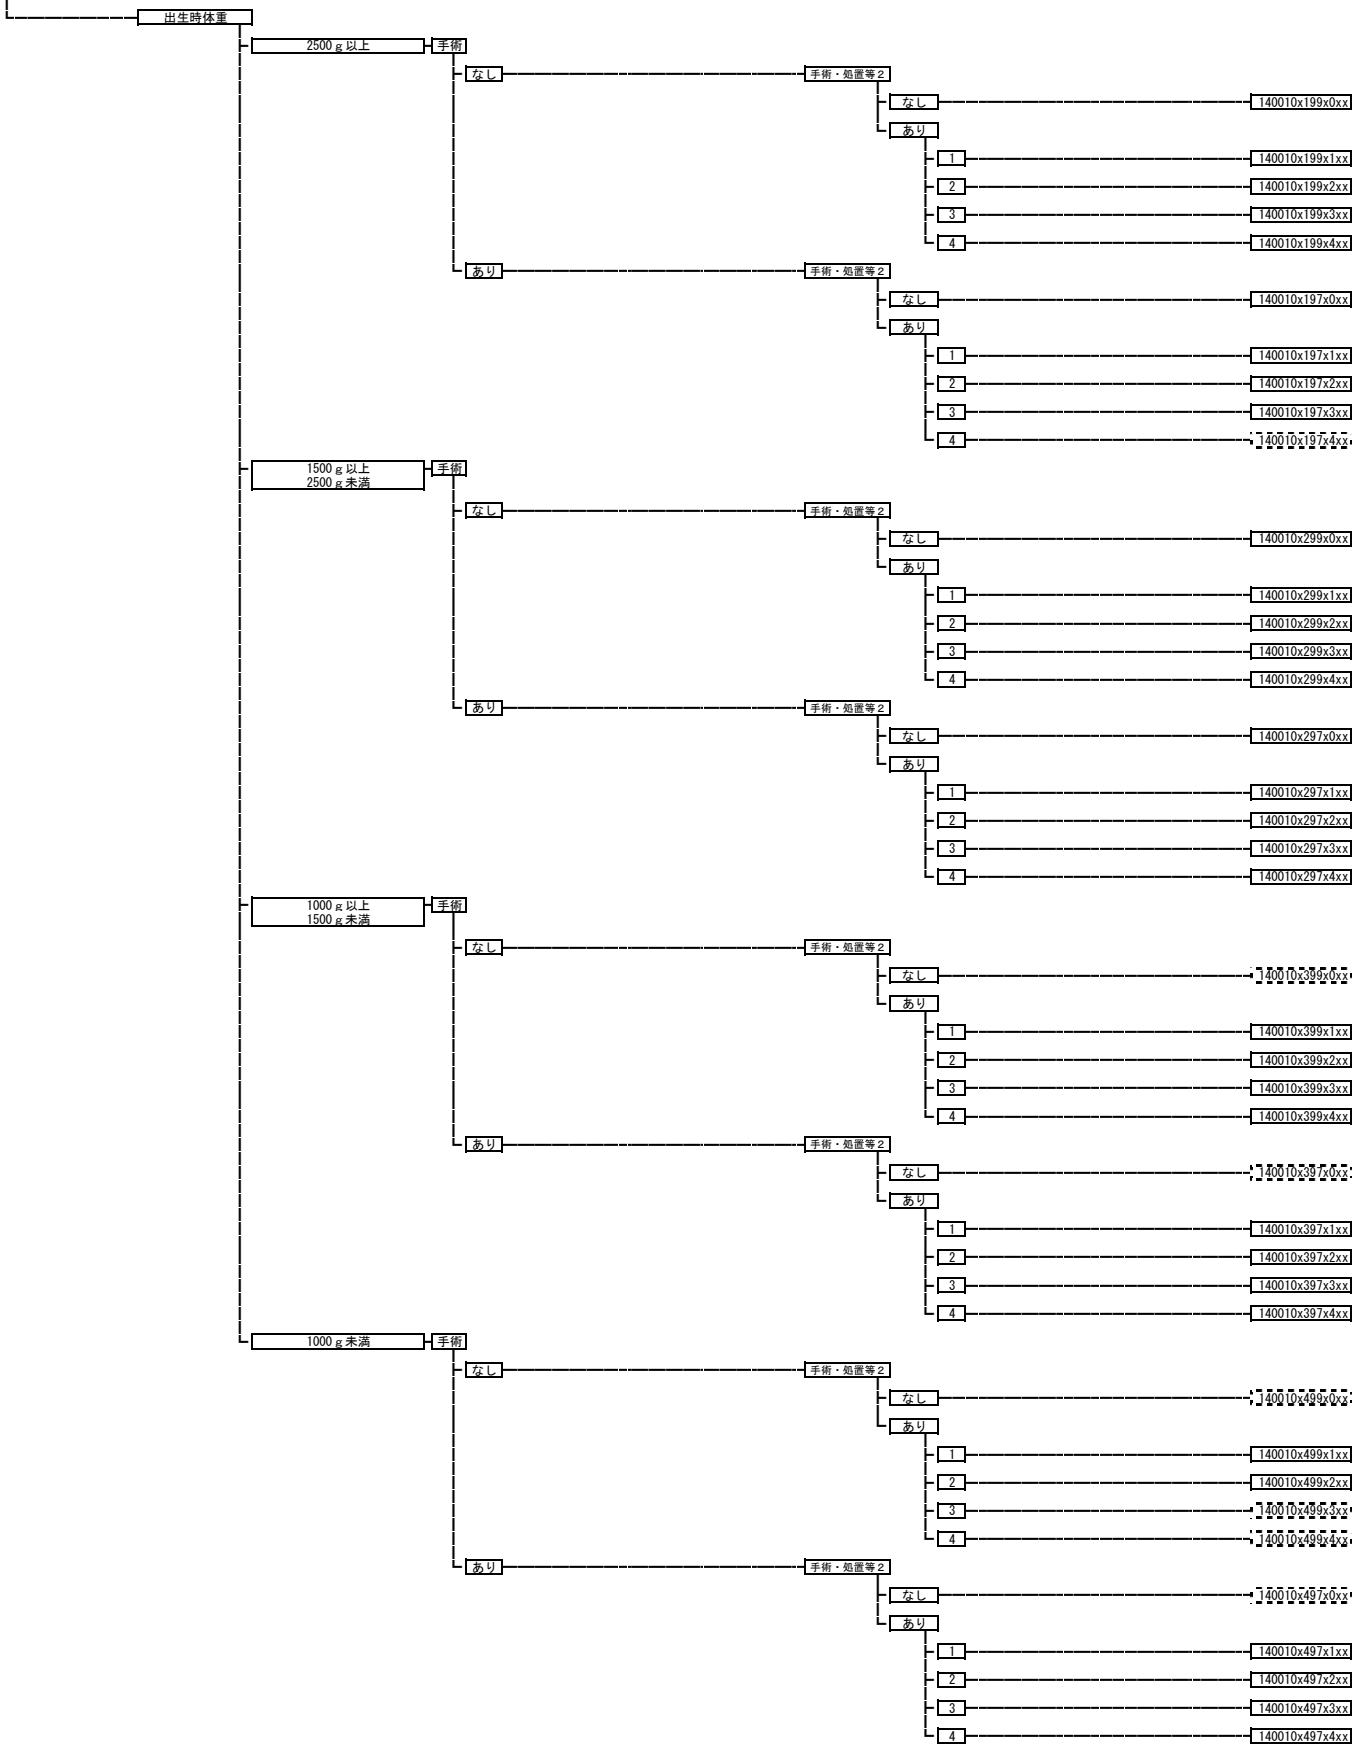 出生時体重
2500ｇ以上 手術
なし 手術・処置等２
なし 140010x199x0xx
あり
1 140010x199x1xx
2 140010x199x2xx
3 140010x199x3xx
4 140010x199x4xx
あり 手術・処置等２
なし 140010x197x0xx
あり
1 140010x197x1xx
2 140010x197x2xx
3 140010x197x3xx
4 140010x197x4xx
1500ｇ以上 手術
2500ｇ未満
なし 手術・処置等２
なし 140010x299x0xx
あり
1 140010x299x1xx
2 140010x299x2xx
3 140010x299x3xx
4 140010x299x4xx
あり 手術・処置等２
なし 140010x297x0xx
あり
1 140010x297x1xx
2 140010x297x2xx
3 140010x297x3xx
4 140010x297x4xx
1000ｇ以上 手術
1500ｇ未満
なし 手術・処置等２
なし 140010x399x0xx
あり
1 140010x399x1xx
2 140010x399x2xx
3 140010x399x3xx
4 140010x399x4xx
あり 手術・処置等２
なし 140010x397x0xx
あり
1 140010x397x1xx
2 140010x397x2xx
3 140010x397x3xx
4 140010x397x4xx
1000ｇ未満 手術
なし 手術・処置等２
なし 140010x499x0xx
あり
1 140010x499x1xx
2 140010x499x2xx
3 140010x499x3xx
4 140010x499x4xx
あり 手術・処置等２
なし 140010x497x0xx
あり
1 140010x497x1xx
2 140010x497x2xx
3 140010x497x3xx
4 140010x497x4xx